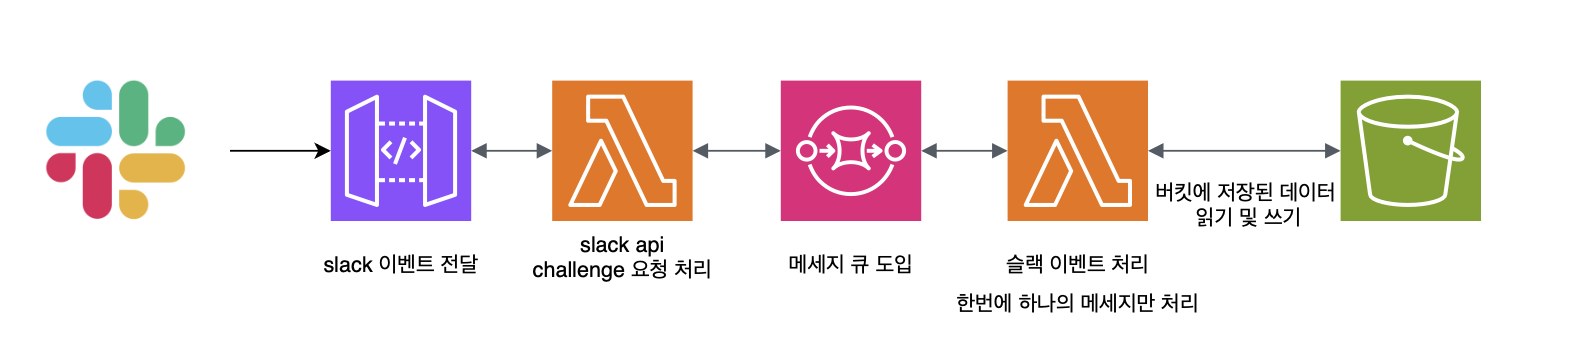 slack 이벤트 전달
slack api
challenge 요청 처리
메세지 큐 도입
슬랙 이벤트 처리
한번에 하나의 메세지만 처리
버킷에 저장된 데이터
읽기 및 쓰기